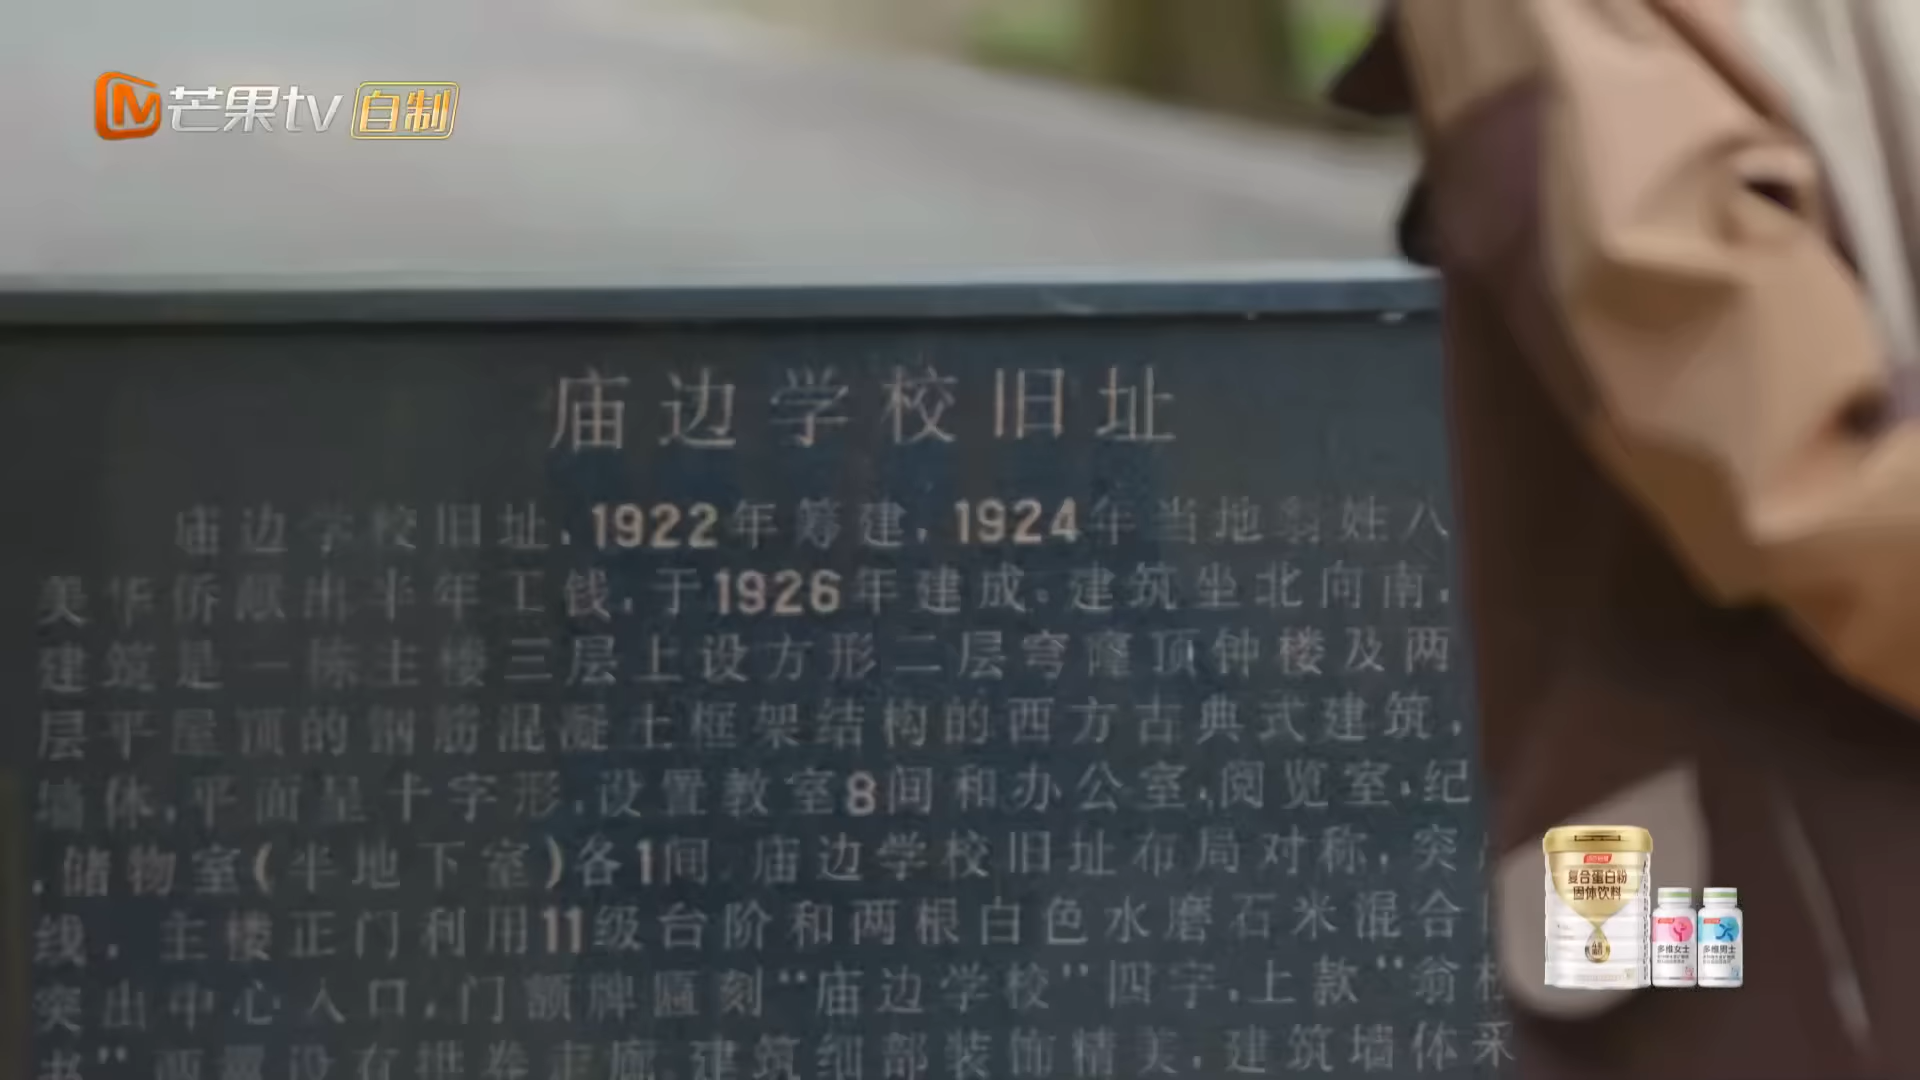 芒果tv 自制
庙边学校旧址
庙边学校旧址，1922年筹建，1924年当地翁姓八
美华侨献出半年工钱，于1926年建成。建筑坐北向南，
建筑是一栋主楼三层上设方形二层穹窿顶钟楼及两
层平屋顶的钢筋混凝土框架结构的西方古典式建筑，
墙体，平面呈十字形，设置教室8间和办公室，阅览室，纪
，储物室(半地下室)各1间 庙边学校旧址布局对称，突
线，主楼正门利用11级台阶和两根白色水磨石米混合
突出中心入口，门额牌匾刻“庙边学校”四字，上款“翁
书”两翼设有拱卷走廊 建筑细部装饰精美，建筑墙体采
复合蛋白粉
固体饮料
多维女士
多维男士